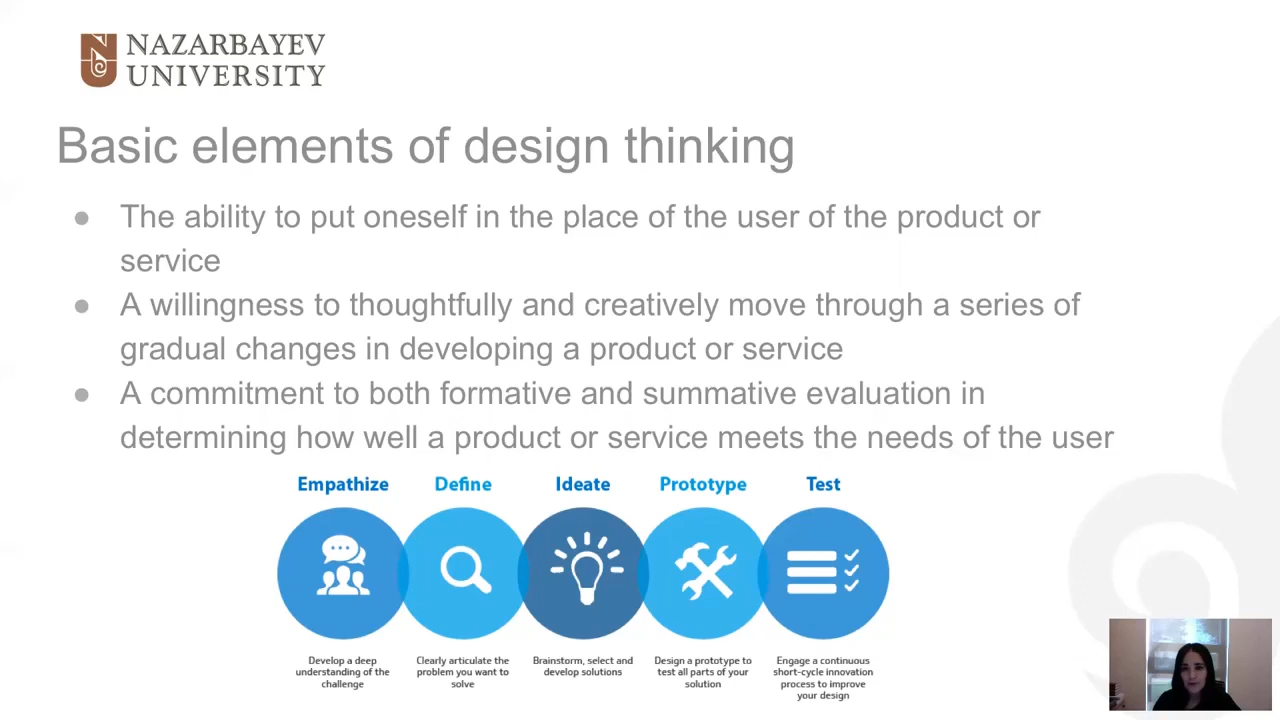 NAZARBAYEV
UNIVERSITY
Basic elements of design thinking
● The ability to put oneself in the place of the user of the product or
service
● A willingness to thoughtfully and creatively move through a series of
gradual changes in developing a product or service
● A commitment to both formative and summative evaluation in
determining how well a product or service meets the needs of the user
Empathize
Define
Ideate
Prototype
Test
Develop a deep
understanding of the
challenge
Clearly articulate the
problem you want to
solve
Brainstorm, select and
develop solutions
Design a prototype to
test all parts of your
solution
Engage a continuous
short-cycle innovation
process to improve
your design